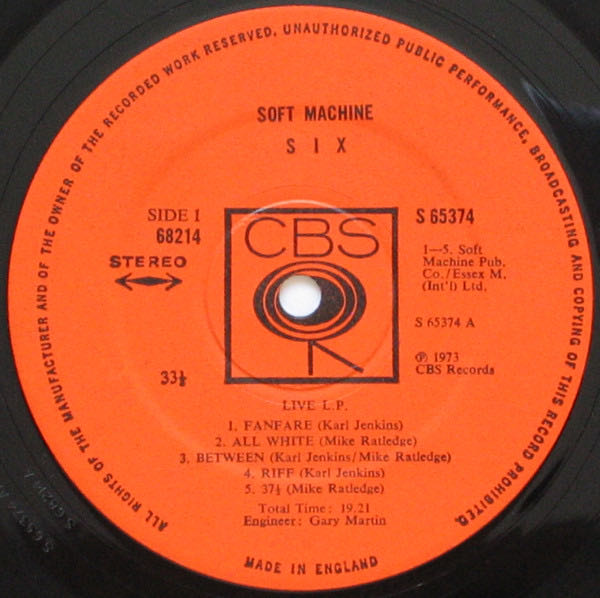 ALL RIGHTS OF THE MANUFACTURER AND OF THE OWNER OF THE RECORDED WORK RESERVED. UNAUTHORIZED PUBLIC PERFORMANCE, BROADCASTING AND COPYING OF THIS RECORD PROHIBITED.
SOFT MACHINE
SIX
SIDE 1
68214
STEREO
33⅓
CBS
S 65374
1—5. Soft
Machine Pub.
Co./Essex M.
(Int'l) Ltd.
S 65374 A
℗ 1973
CBS Records
LIVE L.P.
1. FANFARE (Karl Jenkins)
2. ALL WHITE (Mike Ratledge)
3. BETWEEN (Karl Jenkins/Mike Ratledge)
4. RIFF (Karl Jenkins)
5. 37½ (Mike Ratledge)
Total Time: 19.21
Engineer: Gary Martin
MADE IN ENGLAND